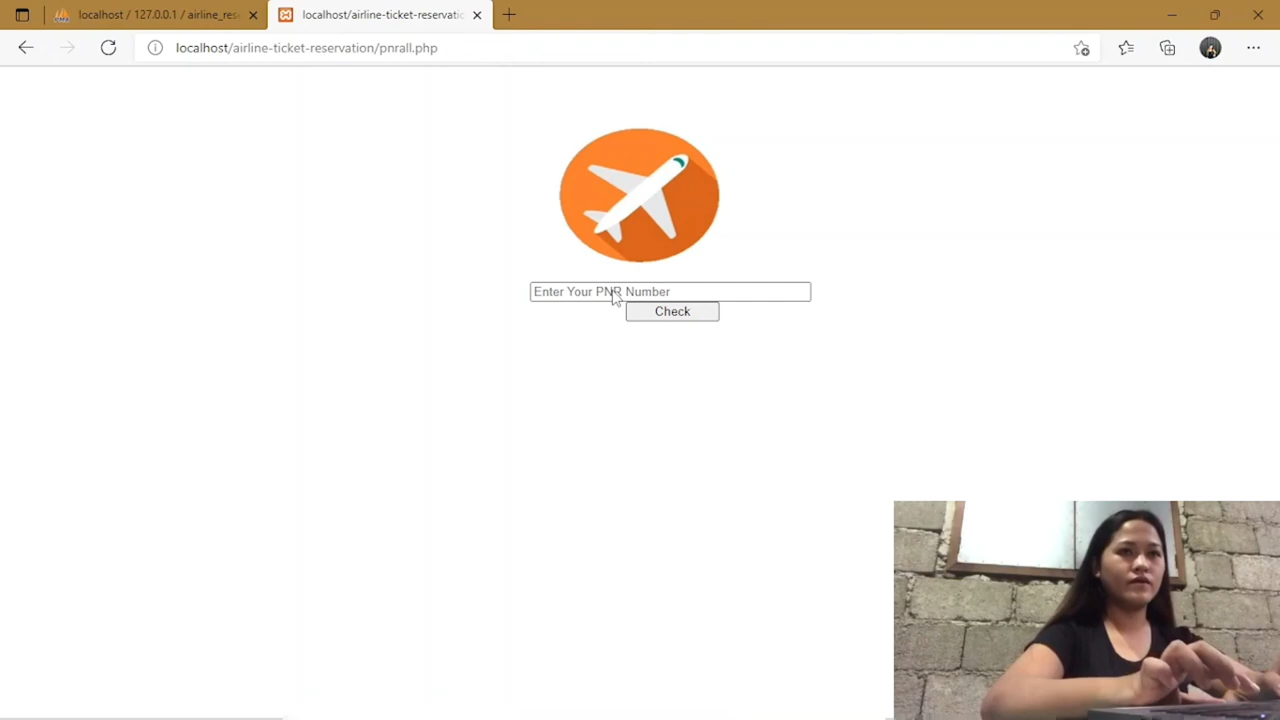 localhost / 127.0.0.1 / airline_res
localhost/airline-ticket-reservatio
localhost/airline-ticket-reservation/pnrall.php
Enter Your PNR Number
Check